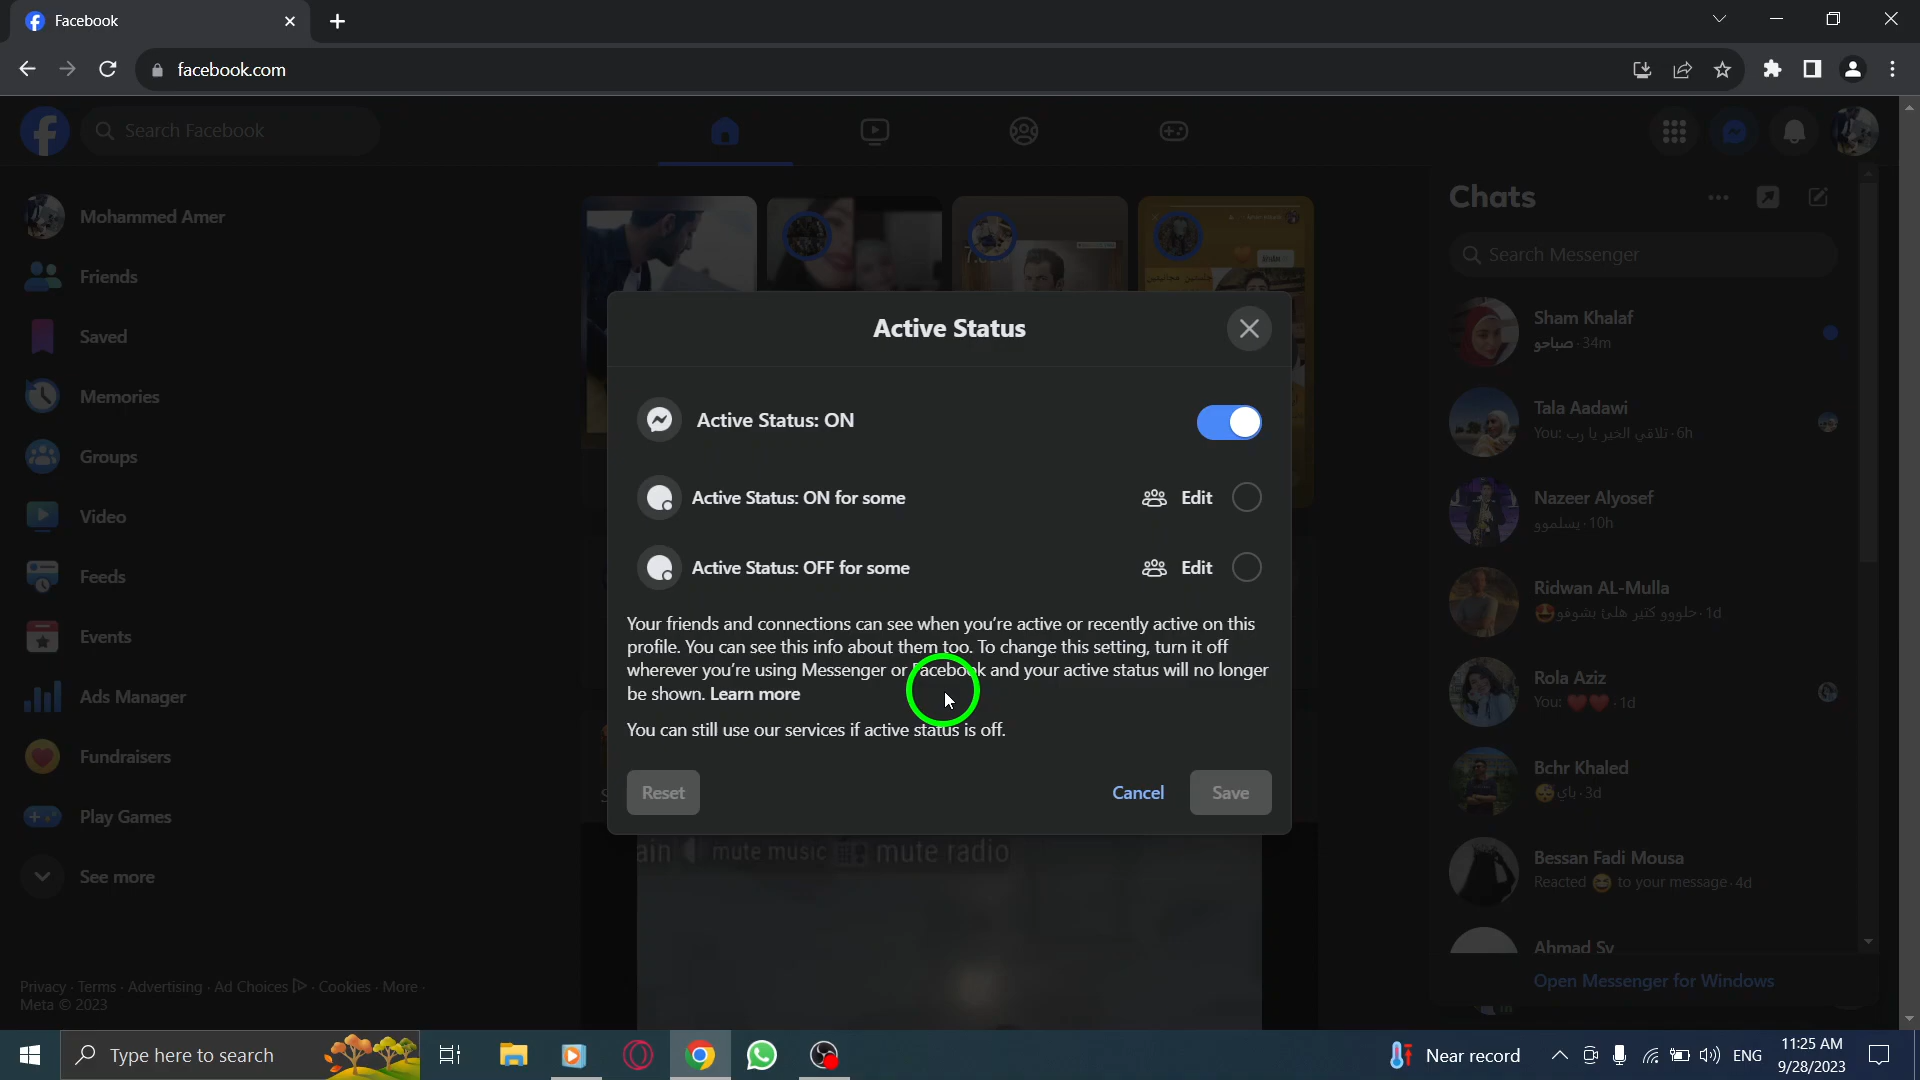 Facebook
facebook.com
Search Facebook
Mohammed Amer
Friends
Saved
Memories
Groups
Video
Feeds
Events
Ads Manager
Fundraisers
Play Games
See more
Privacy · Terms · Advertising · Ad Choices · Cookies · More ·
Meta © 2023
Active Status
Active Status: ON
Active Status: ON for some
Edit
Active Status: OFF for some
Edit
Your friends and connections can see when you're active or recently active on this
profile. You can see this info about them too. To change this setting, turn it off
wherever you're using Messenger or Facebook and your active status will no longer
be shown. Learn more
You can still use our services if active status is off.
Reset
Cancel
Save
ain mute music mute radio
Chats
Search Messenger
Sham Khalaf
صباحو · 34m
Tala Aadawi
You: تلاقي الخير يا رب · 6h
Nazeer Alyosef
يسلموو · 10h
Ridwan AL-Mulla
حلوووو كتير هلئ بشوفو 🤩 · 1d
Rola Aziz
You: ❤️❤️ · 1d
Bchr Khaled
باي 😴 · 3d
Bessan Fadi Mousa
Reacted 😆 to your message · 4d
Ahmad Sy
Open Messenger for Windows
Type here to search
Near record
ENG
11:25 AM
9/28/2023